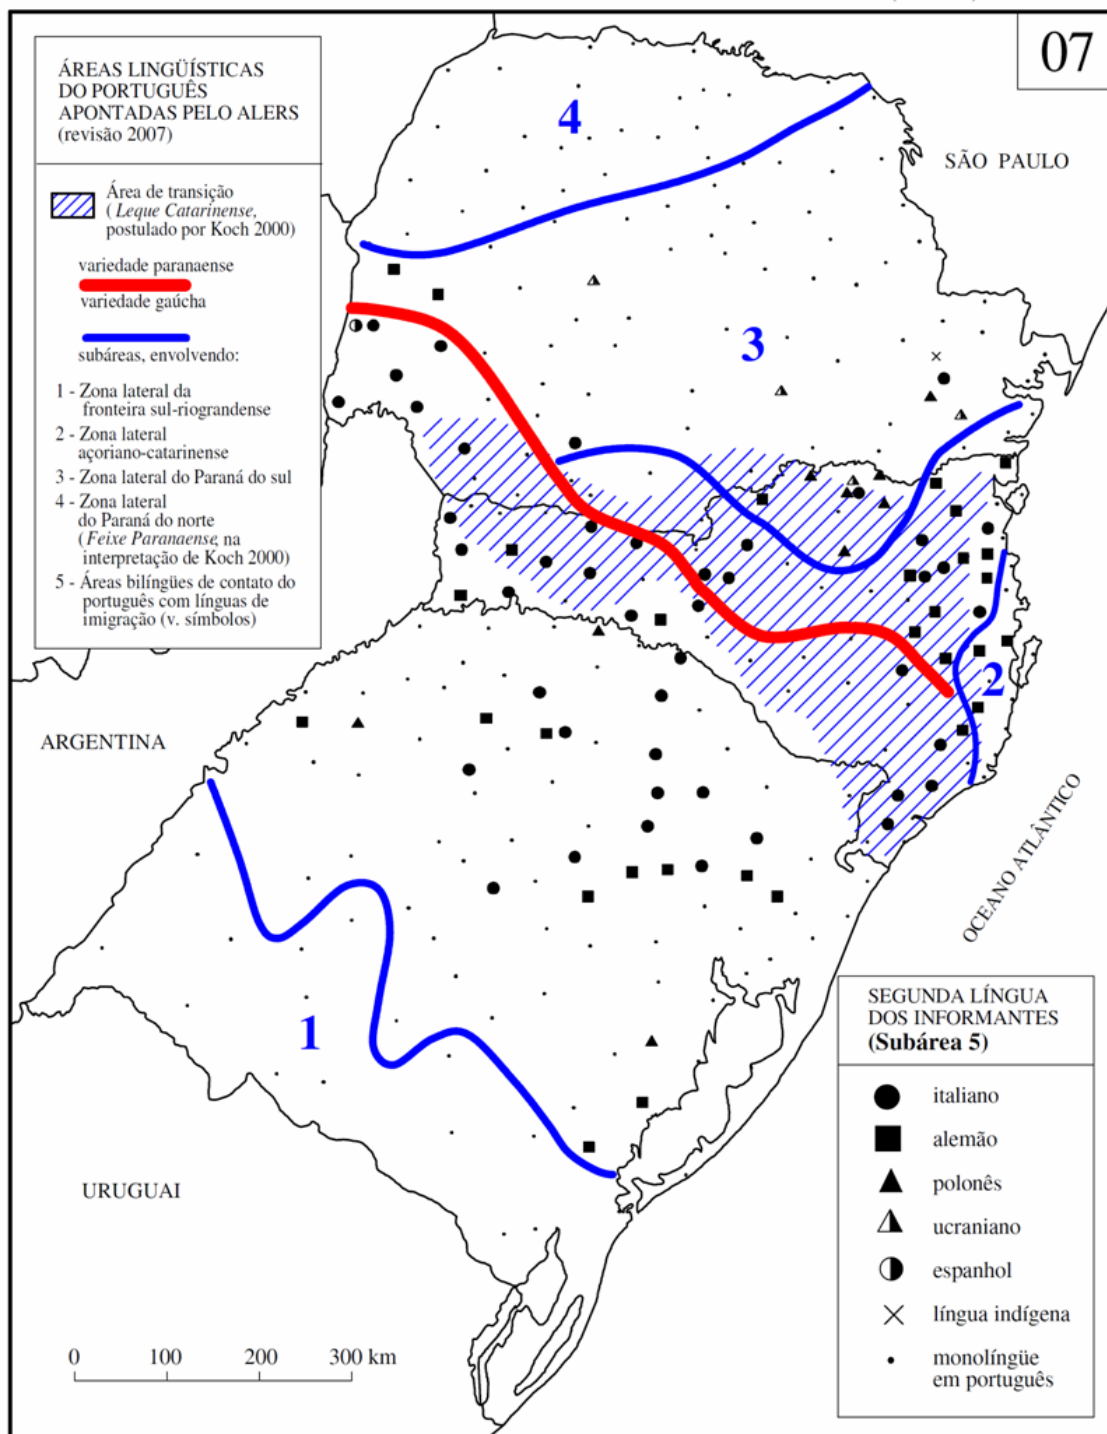 07
ÁREAS LINGÜÍSTICAS
DO PORTUGUÊS
APONTADAS PELO ALERS
(revisão 2007)
Área de transição
(Leque Catarinense,
postulado por Koch 2000)
variedade paranaense
variedade gaúcha
subáreas, envolvendo:
1 - Zona lateral da
fronteira sul-riograndense
2 - Zona lateral
açoriano-catarinense
3 - Zona lateral do Paraná do sul
4 - Zona lateral
do Paraná do norte
(Feixe Paranaense, na
interpretação de Koch 2000)
5 - Áreas bilíngües de contato do
português com línguas de
imigração (v. símbolos)
4
SÃO PAULO
3
2
ARGENTINA
OCEANO ATLÂNTICO
1
URUGUAI
0 100 200 300 km
SEGUNDA LÍNGUA
DOS INFORMANTES
(Subárea 5)
italiano
alemão
polonês
ucraniano
espanhol
língua indígena
monolíngüe
em português